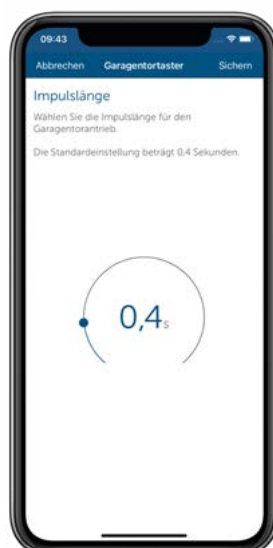 09:43
Abbrechen Garagentortaster Sichern
Impulslänge
Wählen Sie die Impulslänge für den
Garagentorantrieb.
Die Standardeinstellung beträgt 0,4 Sekunden.
0,4s